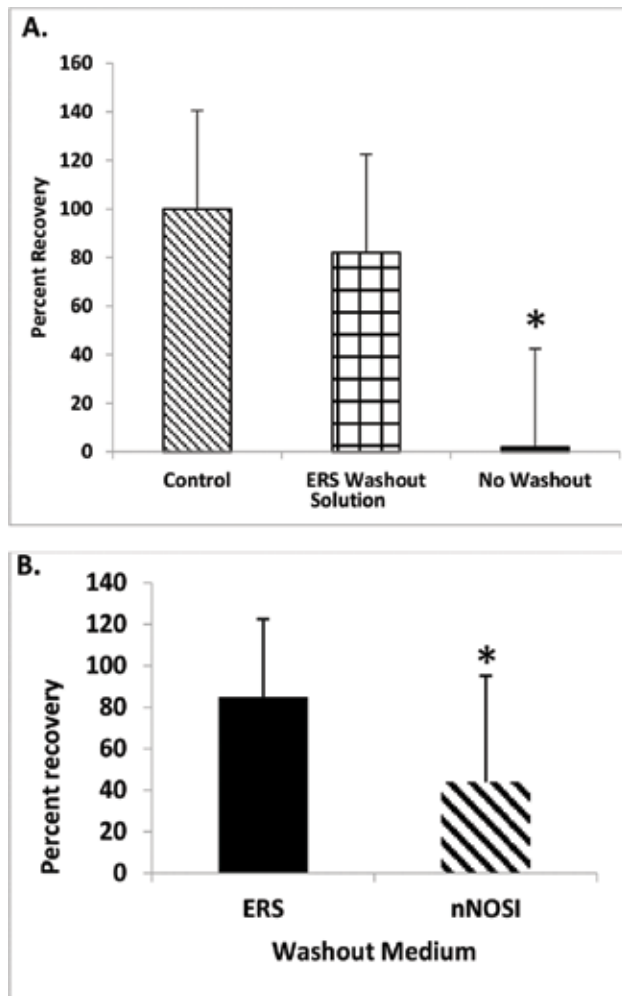 A.
160
140
120
100
80
60
40
20
0
Percent Recovery
*
Control ERS Washout No Washout
Solution
B.
140
120
100
80
60
40
20
0
Percent recovery
*
ERS nNOSI
Washout Medium